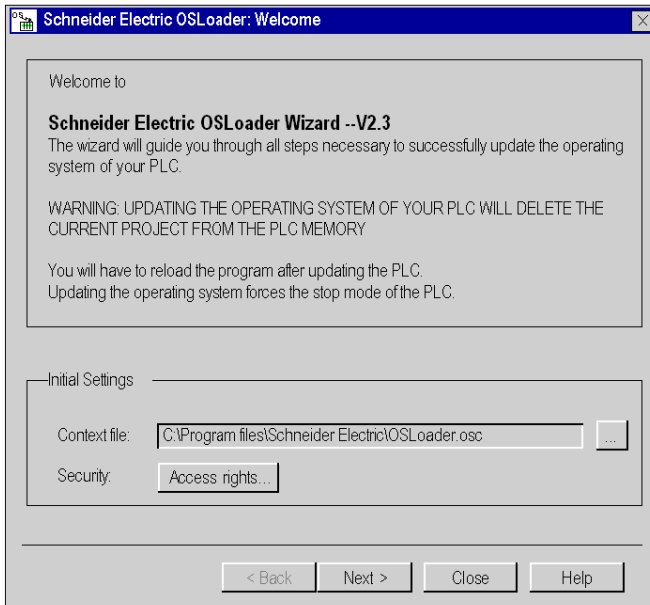 Schneider Electric OSLoader: Welcome
Welcome to
Schneider Electric OSLoader Wizard --V2.3
The wizard will guide you through all steps necessary to successfully update the operating
system of your PLC.
WARNING: UPDATING THE OPERATING SYSTEM OF YOUR PLC WILL DELETE THE
CURRENT PROJECT FROM THE PLC MEMORY
You will have to reload the program after updating the PLC.
Updating the operating system forces the stop mode of the PLC.
Initial Settings
Context file: C:\Program files\Schneider Electric\OSLoader.osc ...
Security: Access rights...
< Back Next > Close Help